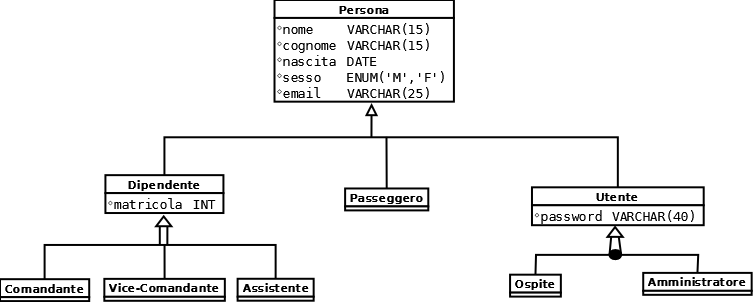 Persona
nome VARCHAR(15)
cognome VARCHAR(15)
nascita DATE
sesso ENUM('M','F')
email VARCHAR(25)
Dipendente
matricola INT
Passeggero
Utente
password VARCHAR(40)
Comandante
Vice-Comandante
Assistente
Ospite
Amministratore